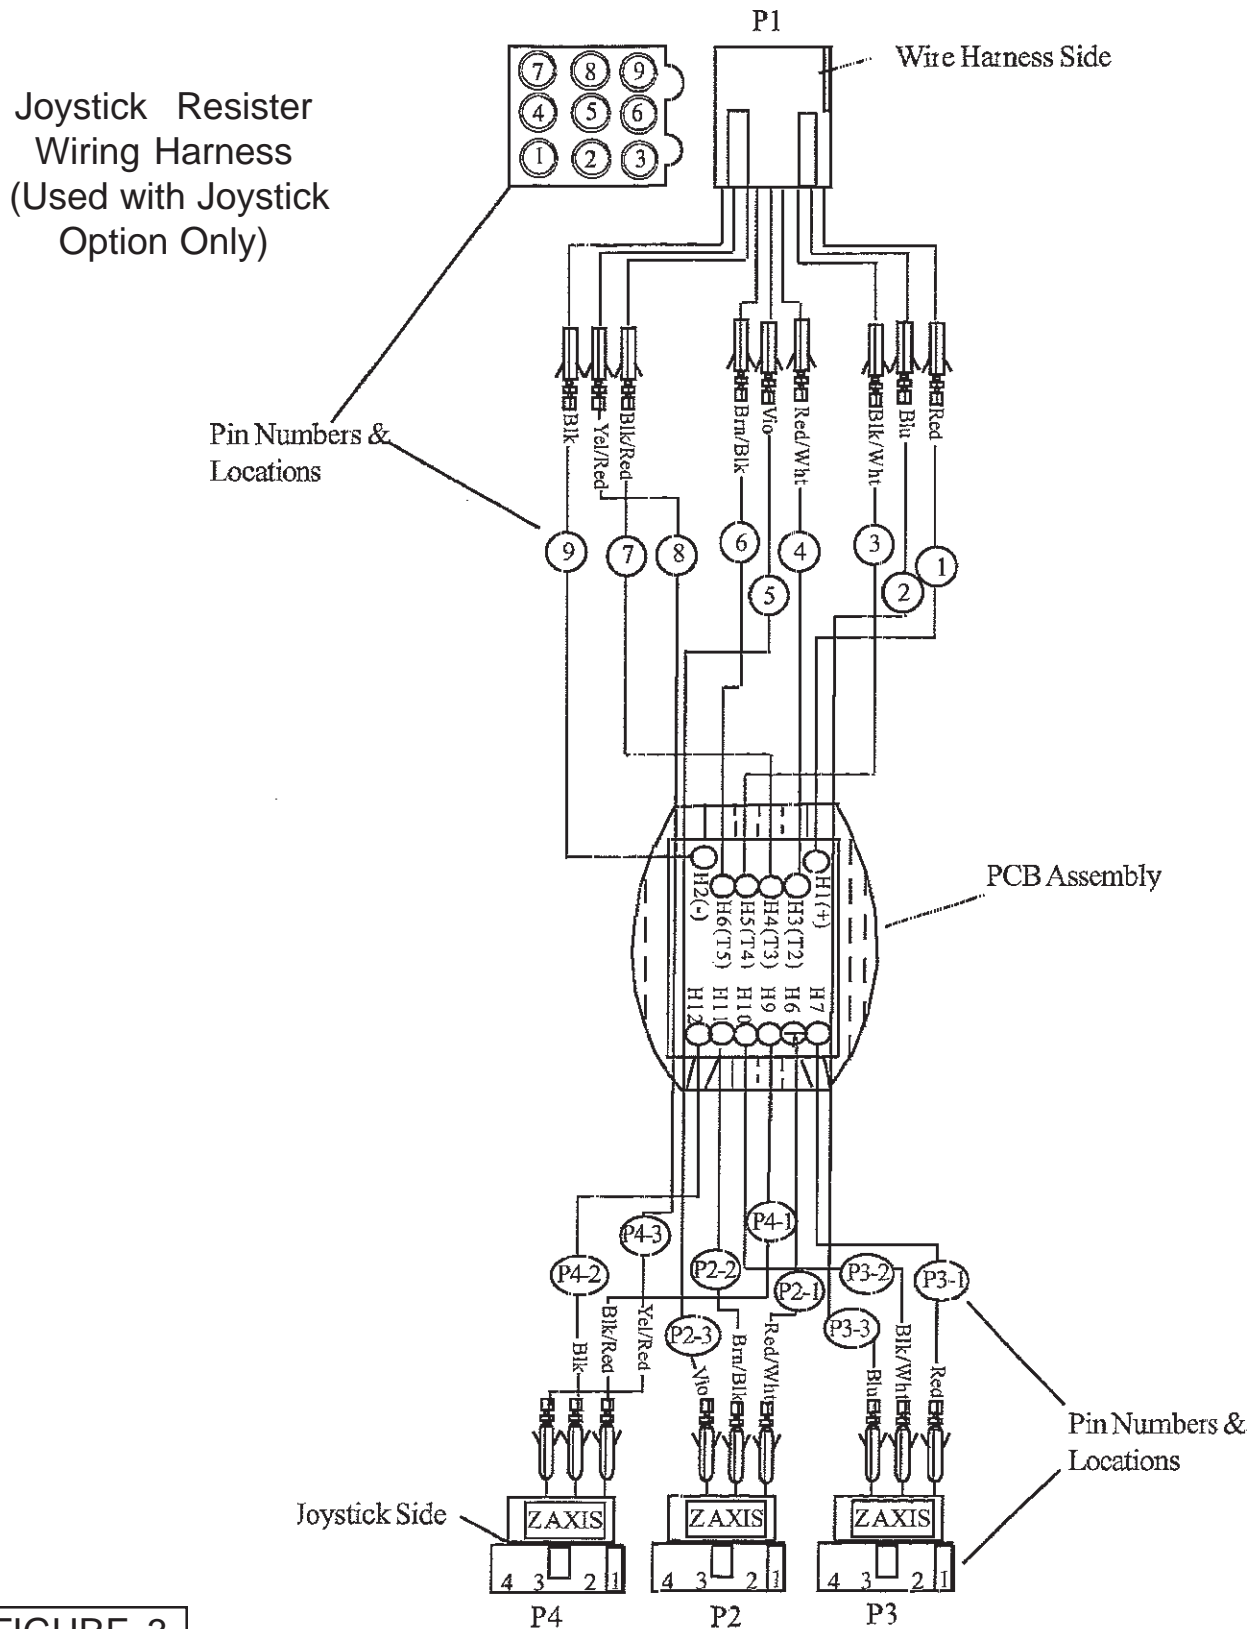 P1
Wire Harness Side
7 8 9
4 5 6
1 2 3
Joystick Resister
Wiring Harness
(Used with Joystick
Option Only)
Blk
Yel/Red
Blk/Red
Brn/Blk
Vio
Red/Wht
Blk/Wht
Blu
Red
Pin Numbers &
Locations
9
7
8
6
5
4
3
2
1
PCB Assembly
H2(-)
H6(T5)
H5(T4)
H4(T3)
H3(T2)
H1(+)
H12
H11
H10
H9
H6
H7
P4-2
P4-3
P2-2
P4-1
P2-1
P3-2
P3-1
P2-3
P3-3
Blk
Blk/Red
Yel/Red
Vio
Brn/Blk
Red/Wht
Blu
Blk/Wht
Red
Pin Numbers &
Locations
Joystick Side
ZAXIS
ZAXIS
ZAXIS
4 3 2 1
4 3 2 1
4 3 2 1
P4
P2
P3
FIGURE 3